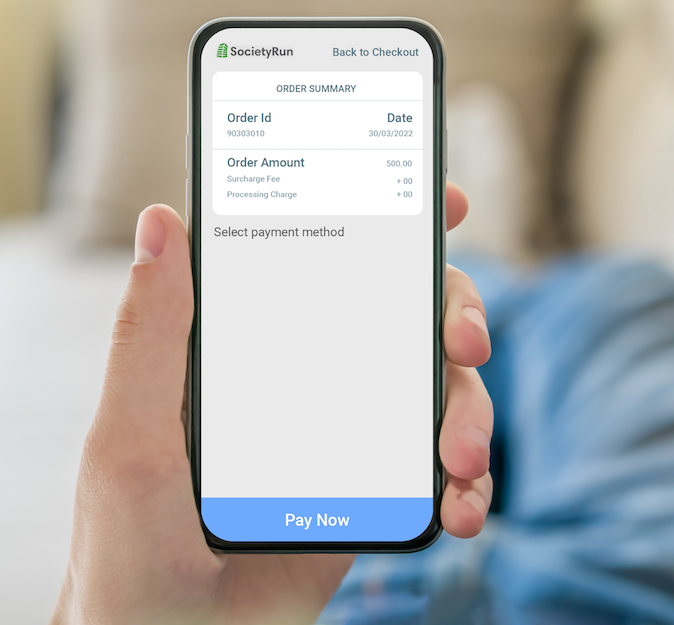 SocietyRun
Back to Checkout
ORDER SUMMARY
Order Id Date
90303010 30/03/2022
Order Amount 500.00
Surcharge Fee + 00
Processing Charge + 00
Select payment method
Pay Now